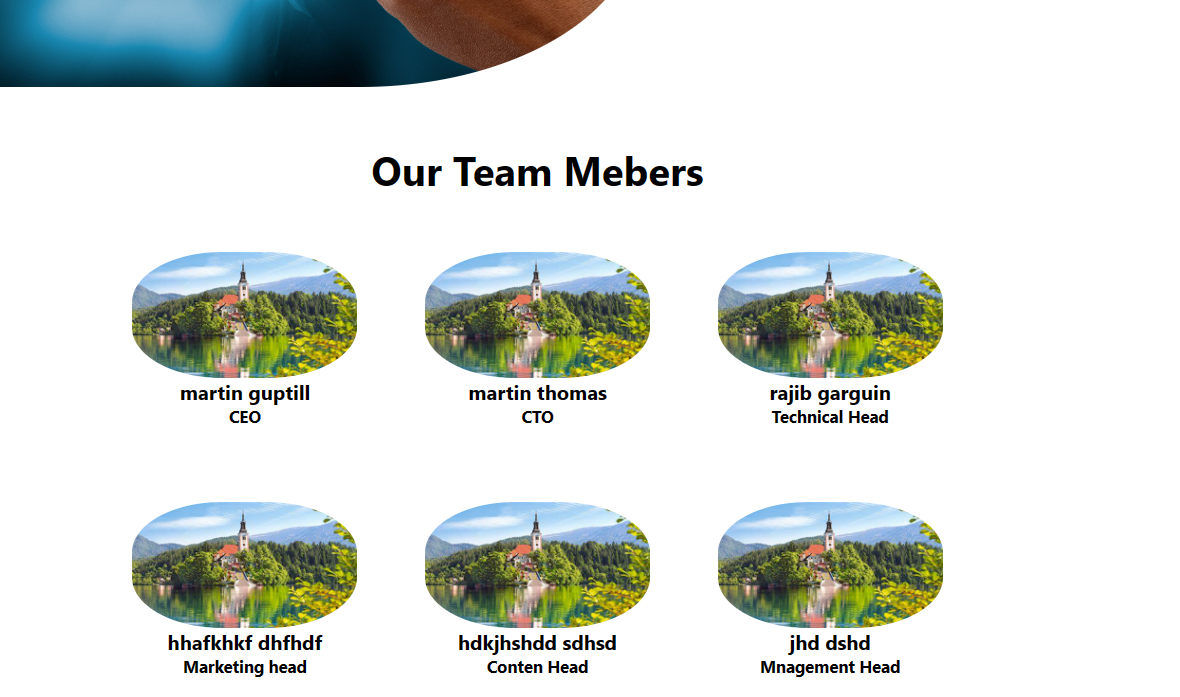 Our Team Mebers
martin guptill
CEO
martin thomas
CTO
rajib garguin
Technical Head
hhafkhkf dhfhdf
Marketing head
hdkjhshdd sdhsd
Conten Head
jhd dshd
Mnagement Head